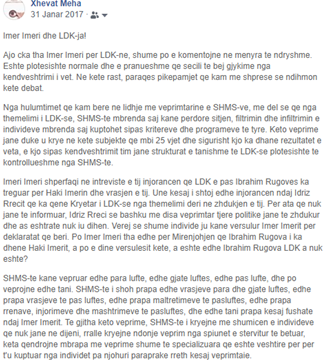 Xhevat Meha
31 Janar 2017 ·
Imer Imeri dhe LDK-ja!
Ajo cka tha Imer Imeri per LDK-ne, shume po e komentojne ne menyra te ndryshme.
Eshte plotesishte normale dhe e pranueshme qe secili te bej gjykime nga
kendveshtrimi i vet. Ne kete rast, paraqes pikepamjet qe kam me shprese se ndihmon
kete debat.
Nga hulumtimet qe kam bere ne lidhje me veprimtarine e SHMS-ve, me del se qe nga
themelimi i LDK-se, SHMS-te mbrenda saj kane perdore sitjen, filtrimin dhe infiltrimin e
individeve mbrenda saj kuptohet sipas kritereve dhe programeve te tyre. Keto veprime
jane duke u krye ne kete subjekte qe mbi 25 vjet dhe sigurisht kjo ka dhane rezultatet e
veta, e kjo sipas kendveshtrimit tim jane strukturat e tanishme te LDK-se plotesishte te
kontrollueshme nga SHMS-te.
Imeri Imeri shperfaqi ne intreviste e tij injorancen qe LDK e pas Ibrahim Rugoves ka
treguar per Haki Imerin dhe vrasjen e tij. Une kesaj i shtoj edhe injorancen ndaj Idriz
Rrecit qe ka qene Kryetar i LDK-se nga themelimi deri ne zhdukjen e tij. Per ata qe nuk
jane te informuar, Idriz Rreci se bashku me disa veprimtar tjere politike jane te zhdukur
dhe as eshtrate nuk iu dihen. Verej se shume individe ju kane versulur Imer Imerit per
deklaratat qe beri. Po Imer Imeri tha edhe per Mirenjohjen qe Ibrahim Rugova i ka
dhene Haki Imerit, a po e dine versulesit kete, a eshte edhe Ibrahim Rugova LDK a nuk
eshte?
SHMS-te kane vepruar edhe para lufte, edhe gjate luftes, edhe pas lufte, dhe po
veprojne edhe tani. SHMS-te i shoh prapa edhe vrasjeve para dhe gjate luftes, edhe
prapa vrasjeve te pas luftes, edhe prapa maltretimeve te pasluftes, edhe prapa
rrenave, injorimeve dhe mashtrimeve te pasluftes, dhe edhe tani prapa kesaj fushate
ndaj Imer Imerit. Te gjitha keto veprime, SHMS-te i kryejne me shumicen e individeve
qe nuk jane ne dijeni, rralle kryejne ndonje veprim nga spiunet e stervitur te betuar,
keta qendrojne mbrapa me veprime shume te specializuara qe eshte veshtire per per
t'u kuptuar nga individet pa njohuri paraprake rreth kesaj veprimtarie.